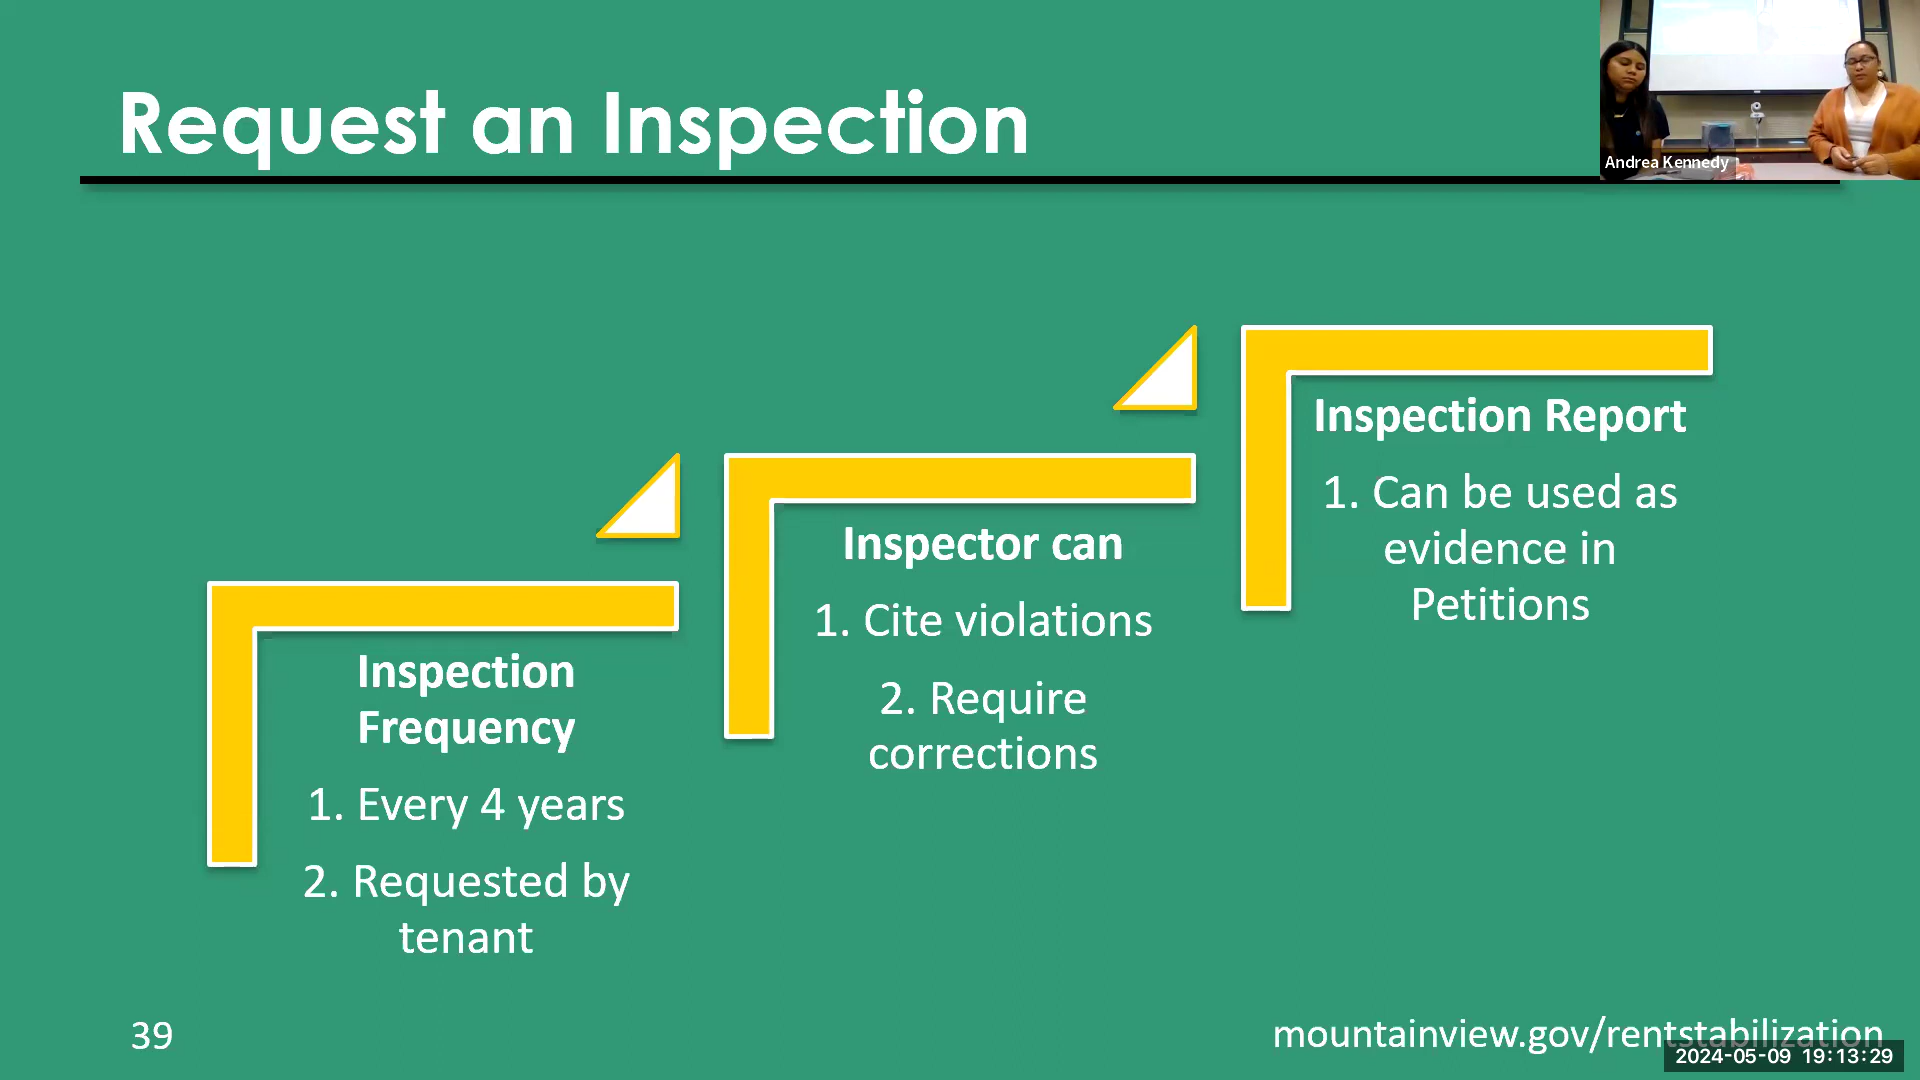 Request an Inspection
Andrea Kennedy
Inspection
Frequency
1. Every 4 years
2. Requested by
tenant
Inspector can
1. Cite violations
2. Require
corrections
Inspection Report
1. Can be used as
evidence in
Petitions
39
mountainview.gov/rentstabilization
2024-05-09 19:13:29